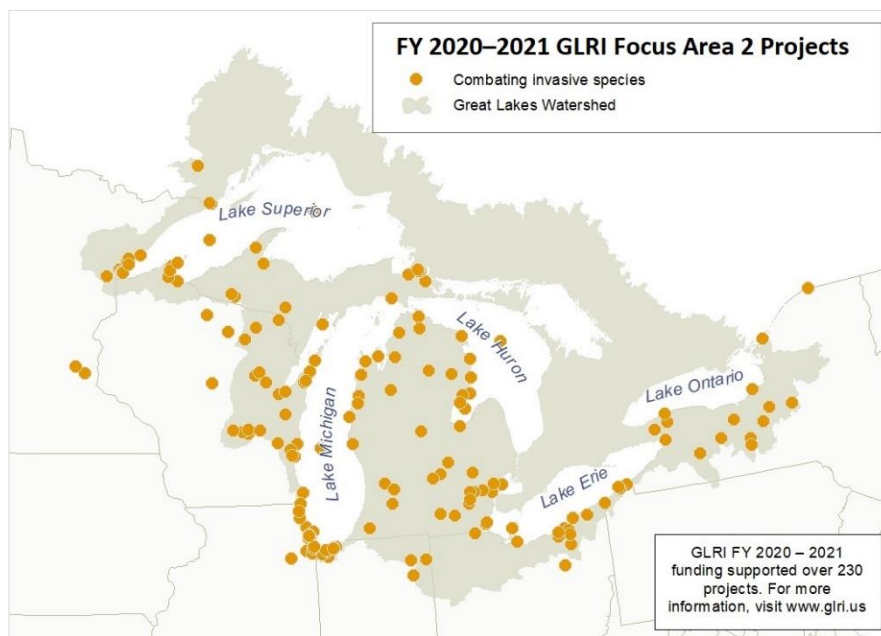 FY 2020–2021 GLRI Focus Area 2 Projects
Combating invasive species
Great Lakes Watershed
Lake Superior
Lake Huron
Lake Michigan
Lake Ontario
Lake Erie
GLRI FY 2020 – 2021
funding supported over 230
projects. For more
information, visit www.glri.us